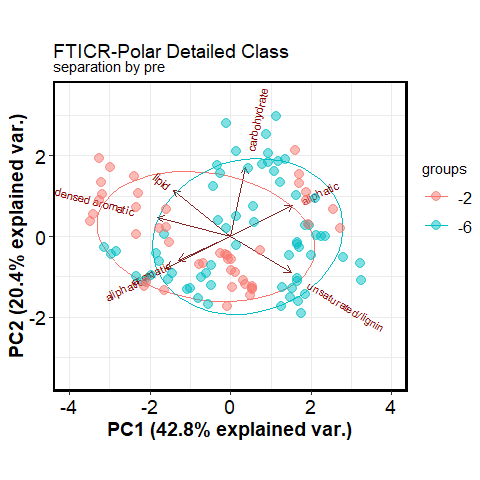 FTICR-Polar Detailed Class
separation by pre
carbohydrate
lipid
aliphatic
densed aromatic
aliphatic
aromatic
unsaturated/lignin
groups
-2
-6
2
0
-2
-4
-2
0
2
4
PC1 (42.8% explained var.)
PC2 (20.4% explained var.)